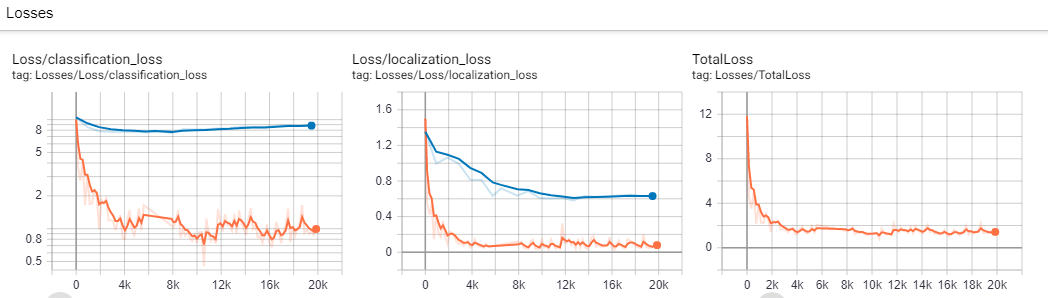 Losses
Loss/classification_loss
tag: Losses/Loss/classification_loss
8
5
2
0.8
0.5
0 4k 8k 12k 16k 20k
Loss/localization_loss
tag: Losses/Loss/localization_loss
1.6
1.2
0.8
0.4
0
0 4k 8k 12k 16k 20k
TotalLoss
tag: Losses/TotalLoss
12
8
4
0
0 2k 4k 6k 8k 10k 12k 14k 16k 18k 20k